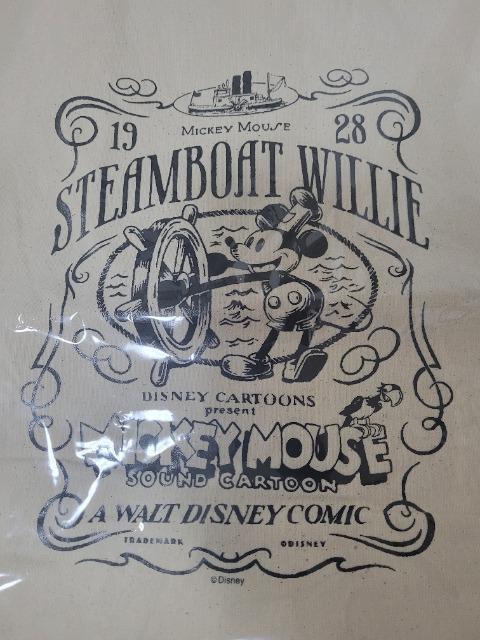 MICKEY MOUSE
19 28
STEAMBOAT WILLIE
DISNEY CARTOONS
present
MICKEY MOUSE
SOUND CARTOON
A WALT DISNEY COMIC
TRADEMARK ©DISNEY
©Disney